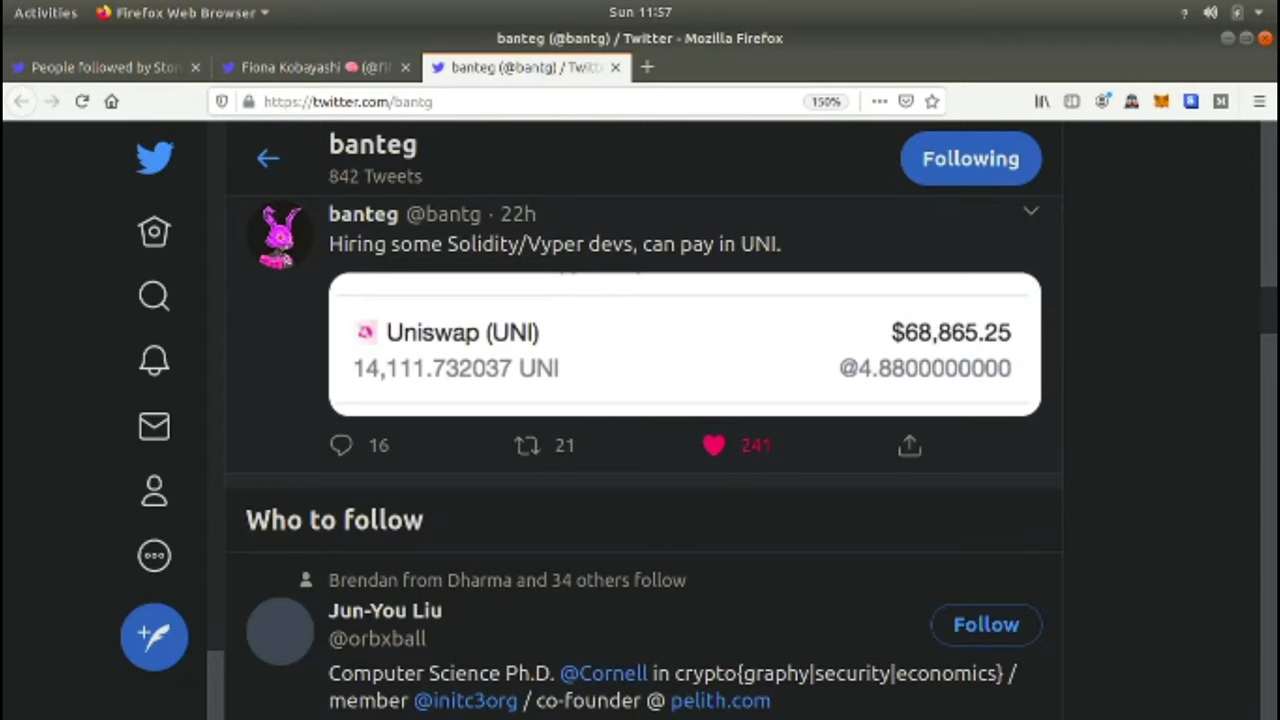 Activities Firefox Web Browser Sun 11:57
banteg (@bantg) / Twitter - Mozilla Firefox
People followed by Ston Fiona Kobayashi (@fi banteg (@bantg) / Twitt
https://twitter.com/bantg 150%
banteg
842 Tweets
Following
banteg @bantg · 22h
Hiring some Solidity/Vyper devs, can pay in UNI.
Uniswap (UNI) $68,865.25
14,111.732037 UNI @4.8800000000
16 21 241
Who to follow
Brendan from Dharma and 34 others follow
Jun-You Liu
@orbxball
Follow
Computer Science Ph.D. @Cornell in crypto{graphy|security|economics} /
member @initc3org / co-founder @ pelith.com